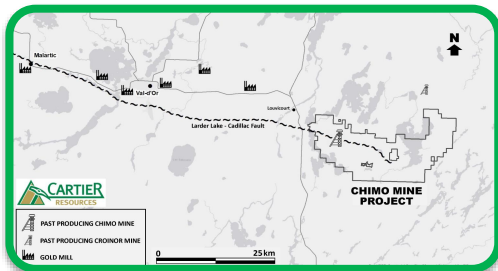 N
Malartic
Val-d'Or
Louvicourt
Larder Lake - Cadillac Fault
CHIMO MINE
PROJECT
CARTIER
RESOURCES
PAST PRODUCING CHIMO MINE
PAST PRODUCING CROINOR MINE
GOLD MILL
0 25 km